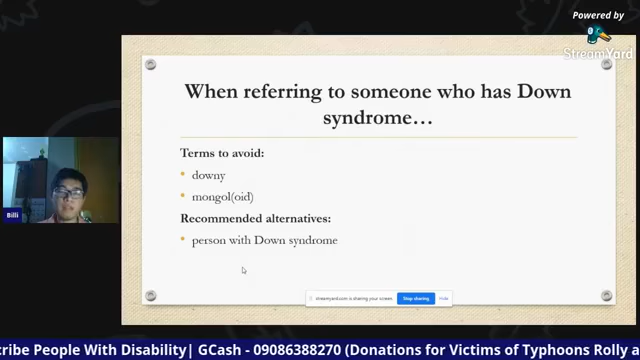 Powered by
StreamYard
When referring to someone who has Down
syndrome…
Terms to avoid:
downy
mongol(oid)
Recommended alternatives:
person with Down syndrome
Billi
streamyard.com is sharing your screen.
Stop sharing
Hide
cribe People With Disability| GCash - 09086388270 (Donations for Victims of Typhoons Rolly a